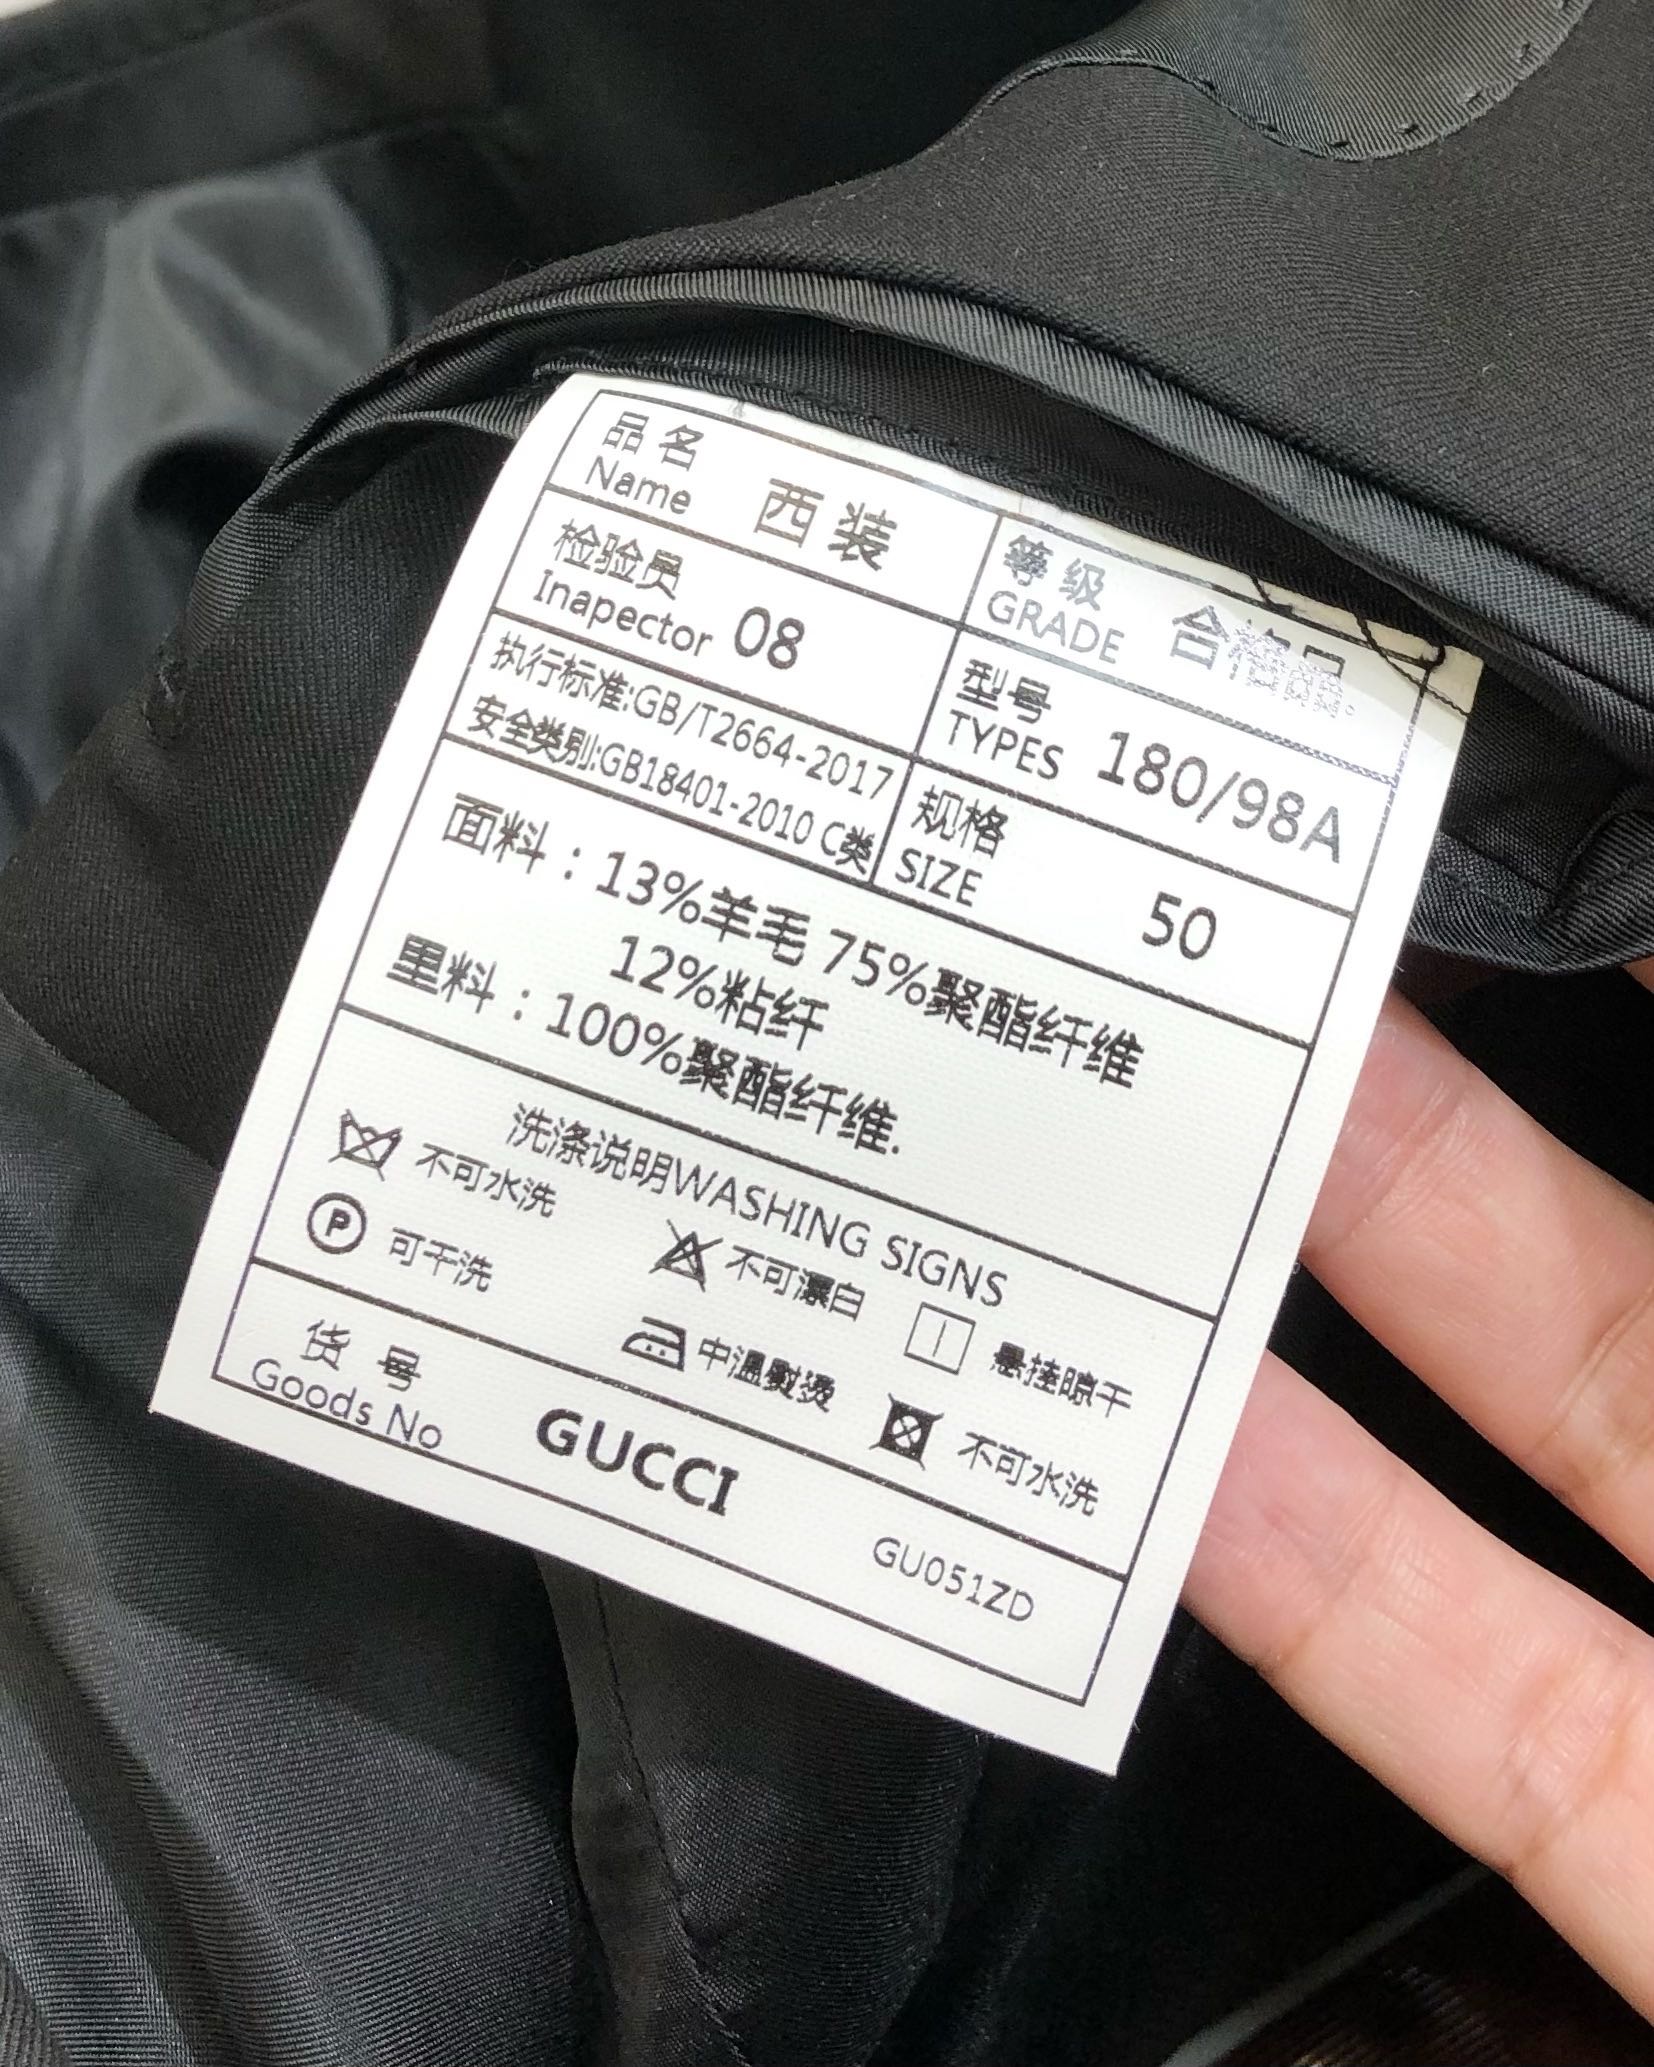 品名
Name
西装
等级
GRADE
合格品
检验员
Inapector
08
型号
TYPES
180/98A
执行标准:GB/T2664-2017
安全类别:GB18401-2010 C类
规格
SIZE
50
面料：13%羊毛 75%聚酯纤维
12%粘纤
里料：100%聚酯纤维.
洗涤说明WASHING SIGNS
不可水洗
不可漂白
悬挂晾干
P
可干洗
中温熨烫
不可水洗
货号
Goods No
GUCCI
GU051ZD